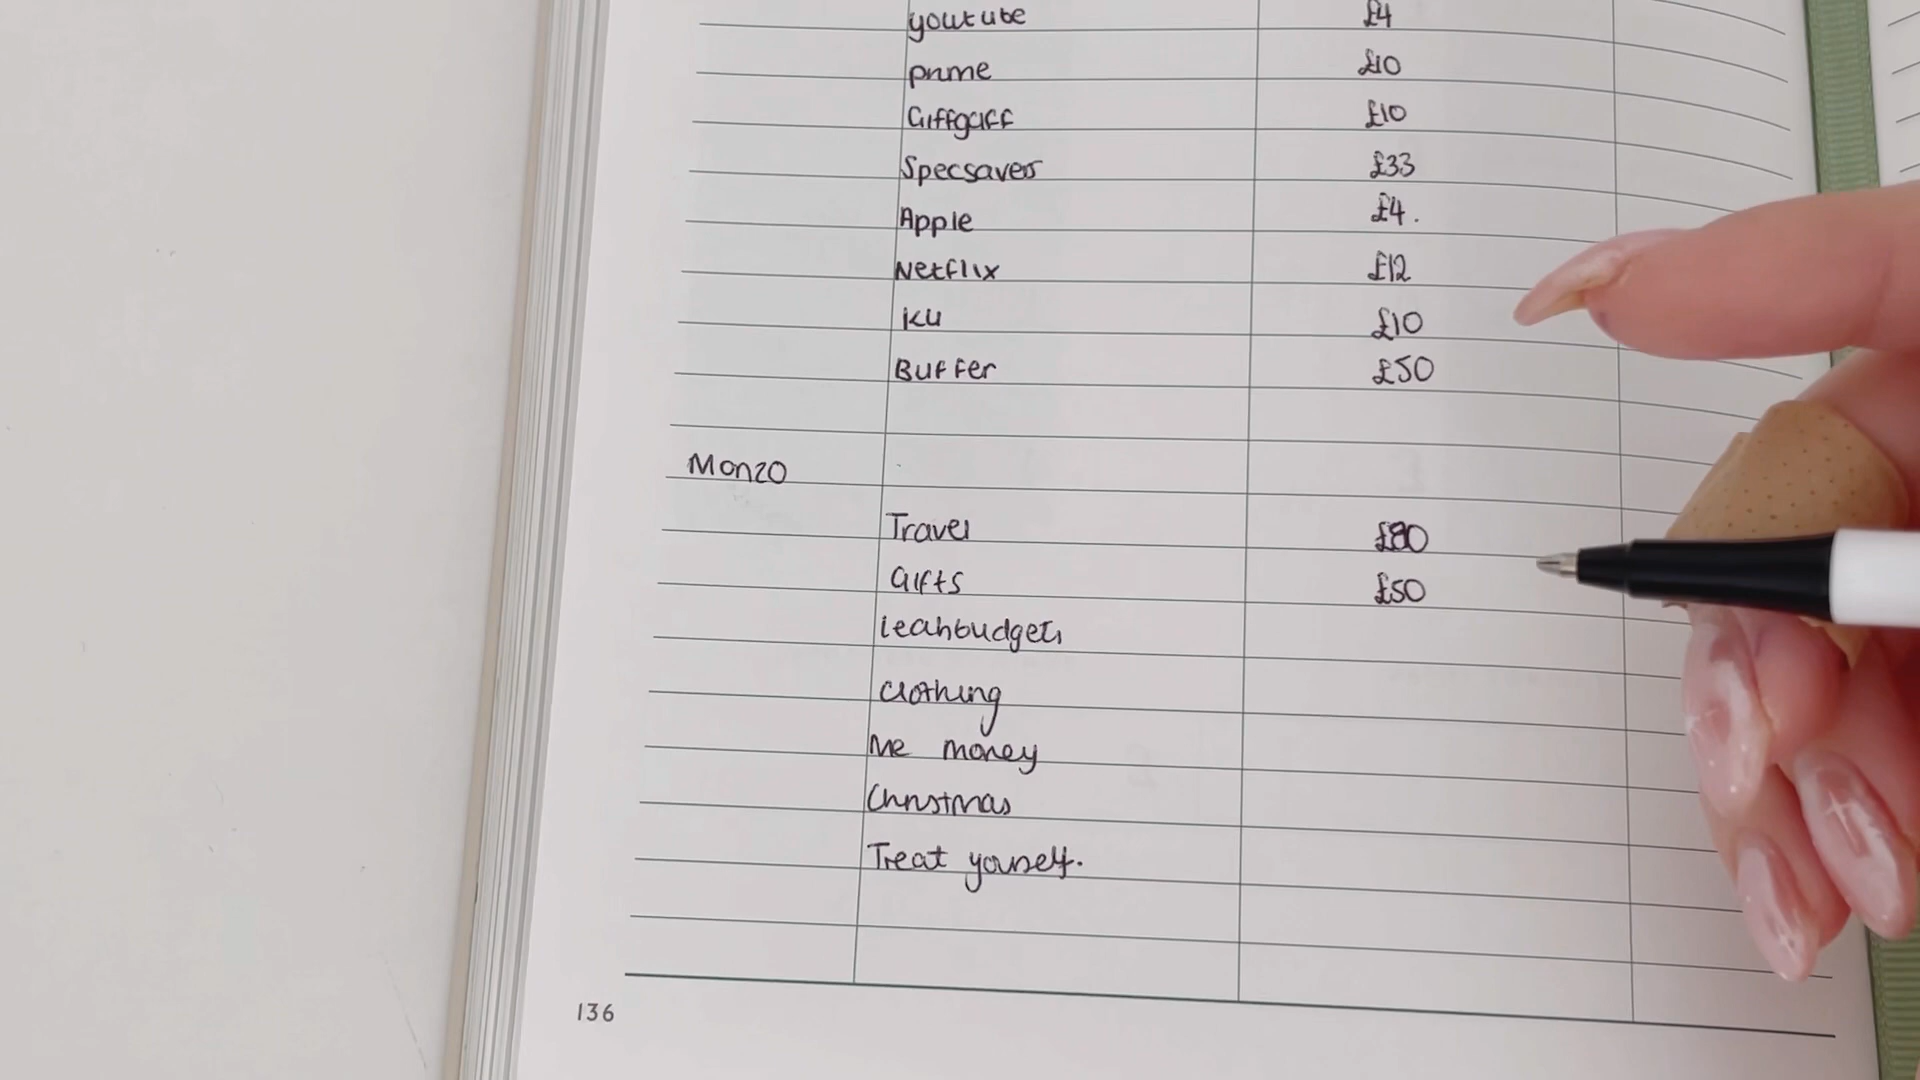 youtube £4
prime £10
Giffgaff £10
Specsavers £33
Apple £4.
Netflix £12
KU £10
Buffer £50
Monzo
Travel £80
Gifts £50
leahbudgets
Clothing
Me money
Christmas
Treat yourself.
136